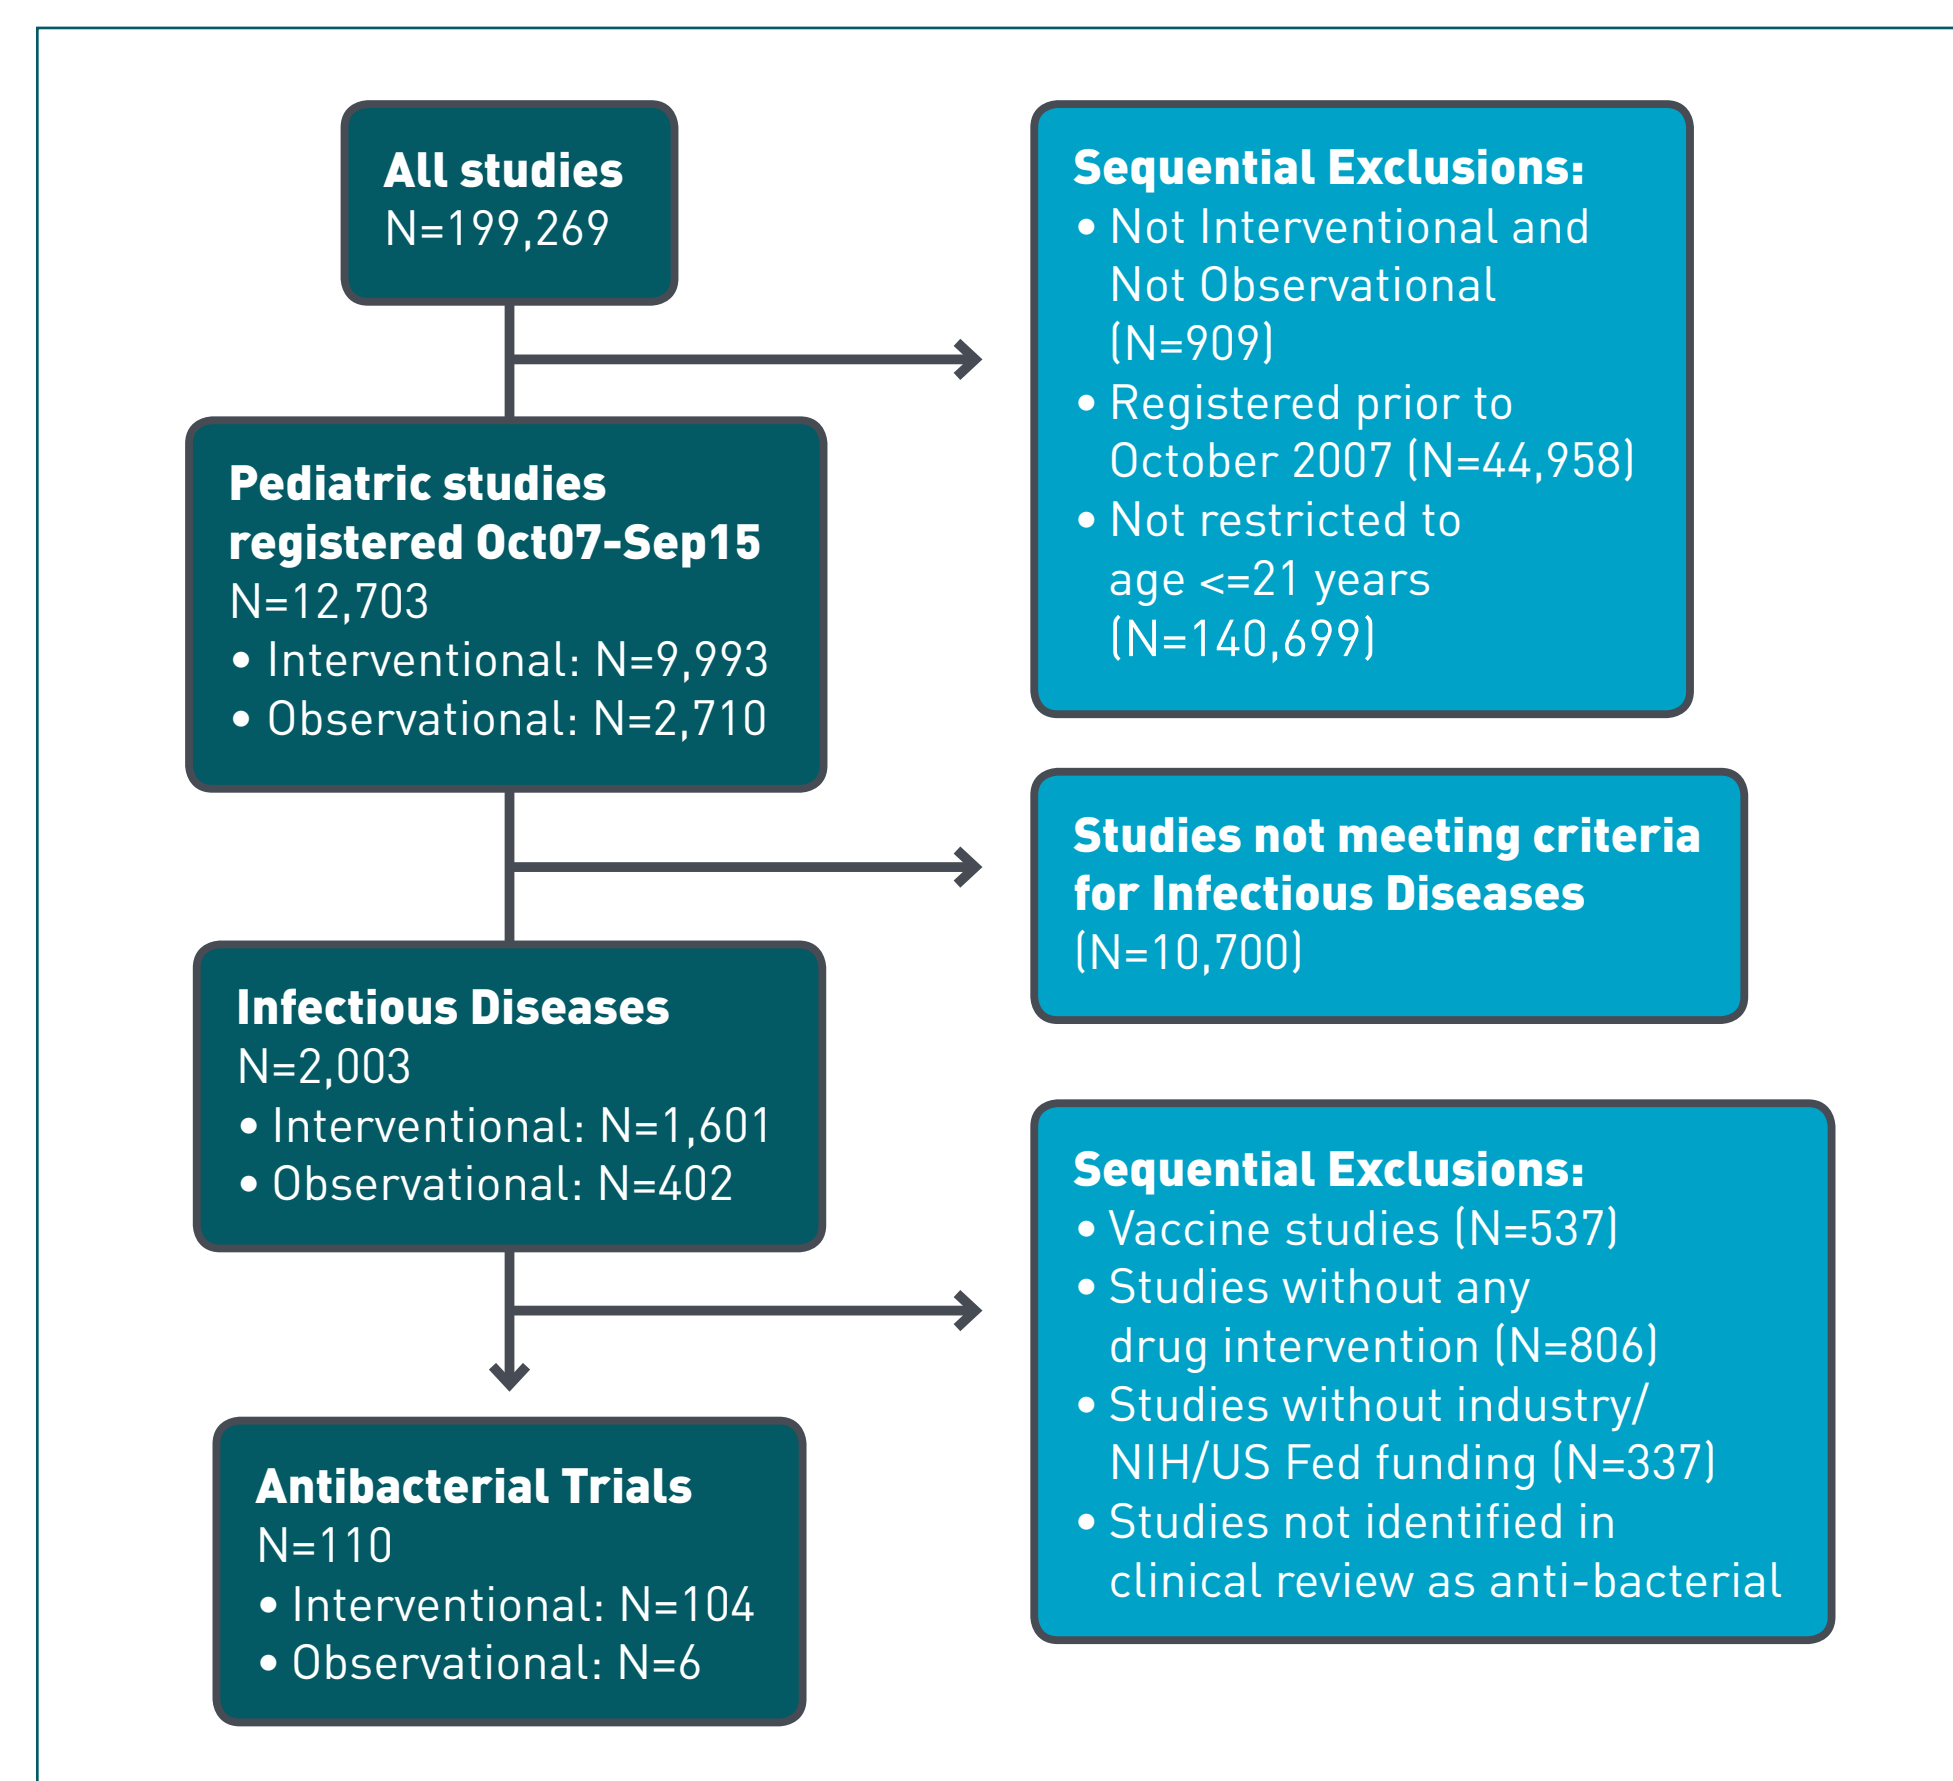 All studies
N=199,269
Sequential Exclusions:
• Not Interventional and
Not Observational
(N=909)
• Registered prior to
October 2007 (N=44,958)
• Not restricted to
age <=21 years
(N=140,699)
Pediatric studies
registered Oct07-Sep15
N=12,703
• Interventional: N=9,993
• Observational: N=2,710
Studies not meeting criteria
for Infectious Diseases
(N=10,700)
Infectious Diseases
N=2,003
• Interventional: N=1,601
• Observational: N=402
Sequential Exclusions:
• Vaccine studies (N=537)
• Studies without any
drug intervention (N=806)
• Studies without industry/
NIH/US Fed funding (N=337)
• Studies not identified in
clinical review as anti-bacterial
Antibacterial Trials
N=110
• Interventional: N=104
• Observational: N=6